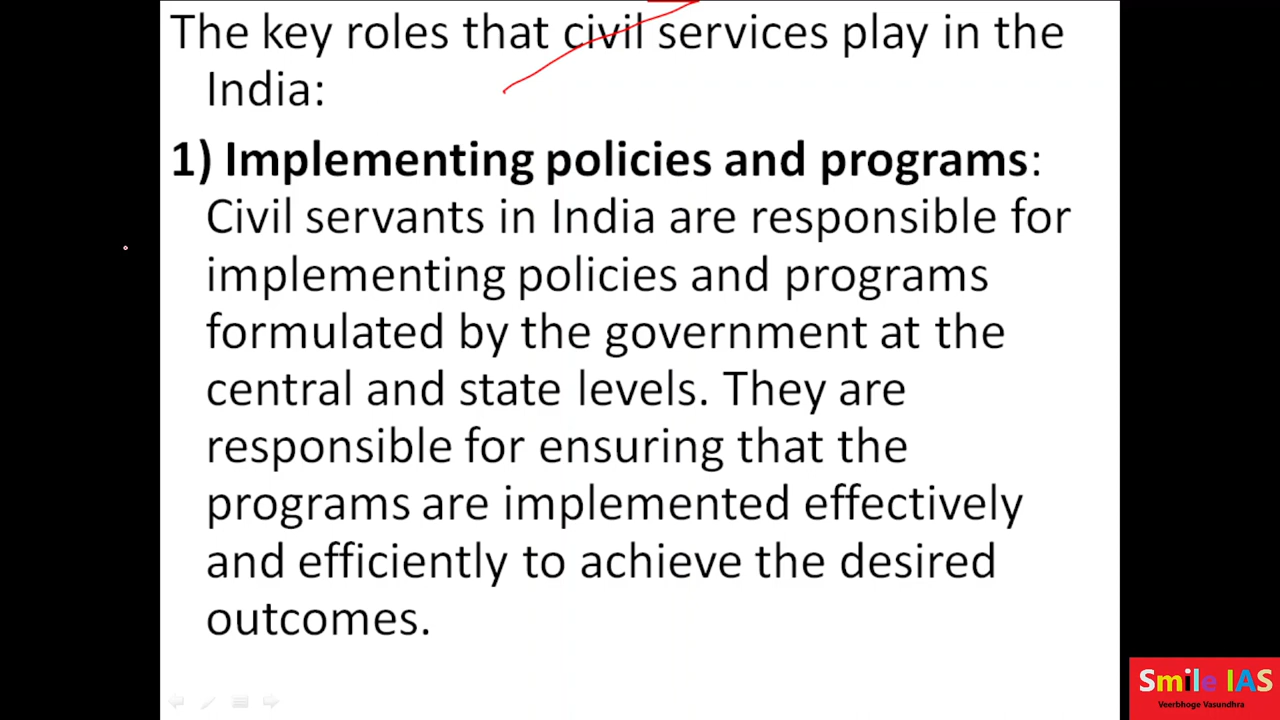 The key roles that civil services play in the
India:
1) Implementing policies and programs:
Civil servants in India are responsible for
implementing policies and programs
formulated by the government at the
central and state levels. They are
responsible for ensuring that the
programs are implemented effectively
and efficiently to achieve the desired
outcomes.
Smile IAS
Veerbhoge Vasundhra